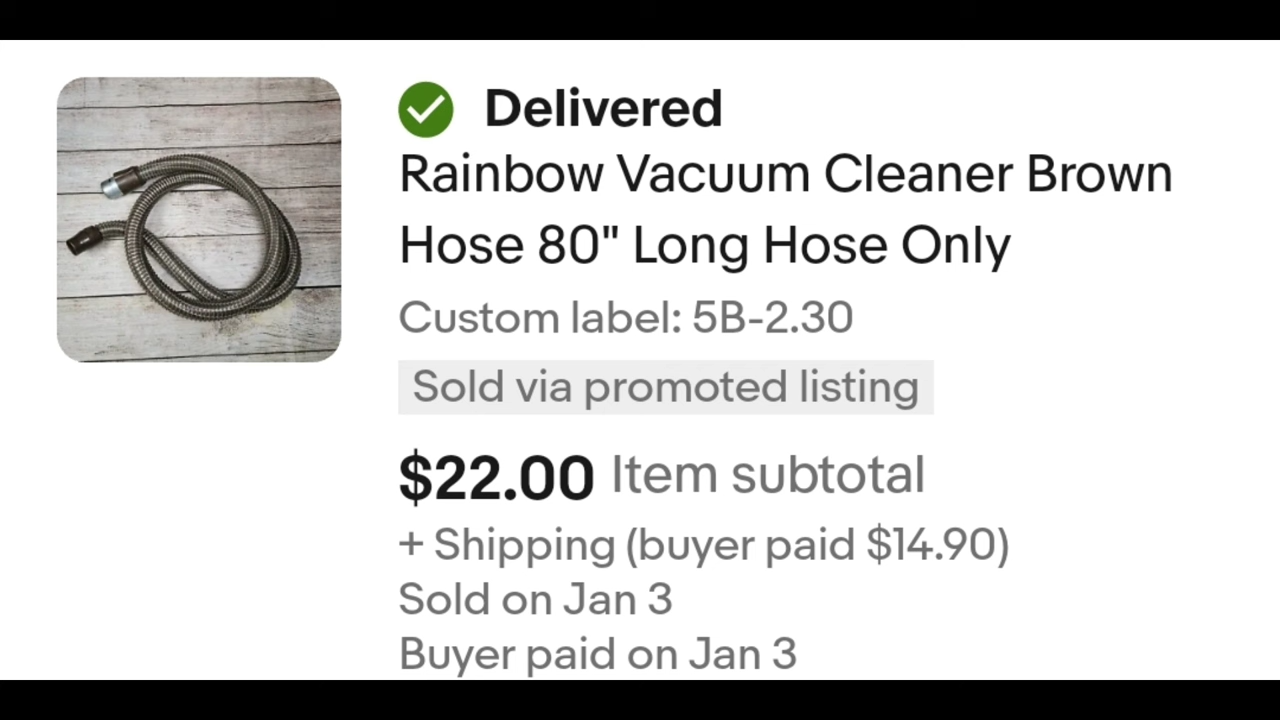 Delivered
Rainbow Vacuum Cleaner Brown
Hose 80" Long Hose Only
Custom label: 5B-2.30
Sold via promoted listing
$22.00 Item subtotal
+ Shipping (buyer paid $14.90)
Sold on Jan 3
Buyer paid on Jan 3